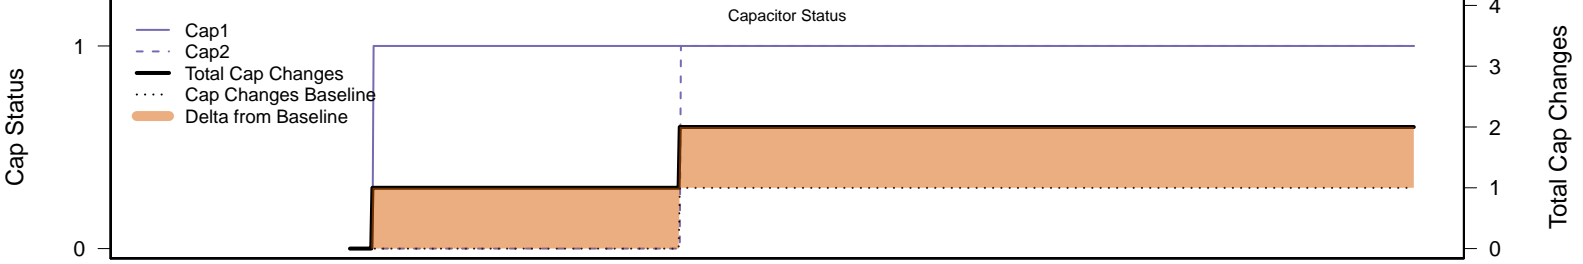 Capacitor Status
Cap1
Cap2
Total Cap Changes
Cap Changes Baseline
Delta from Baseline
Cap Status
1
0
4
3
2
1
0
Total Cap Changes